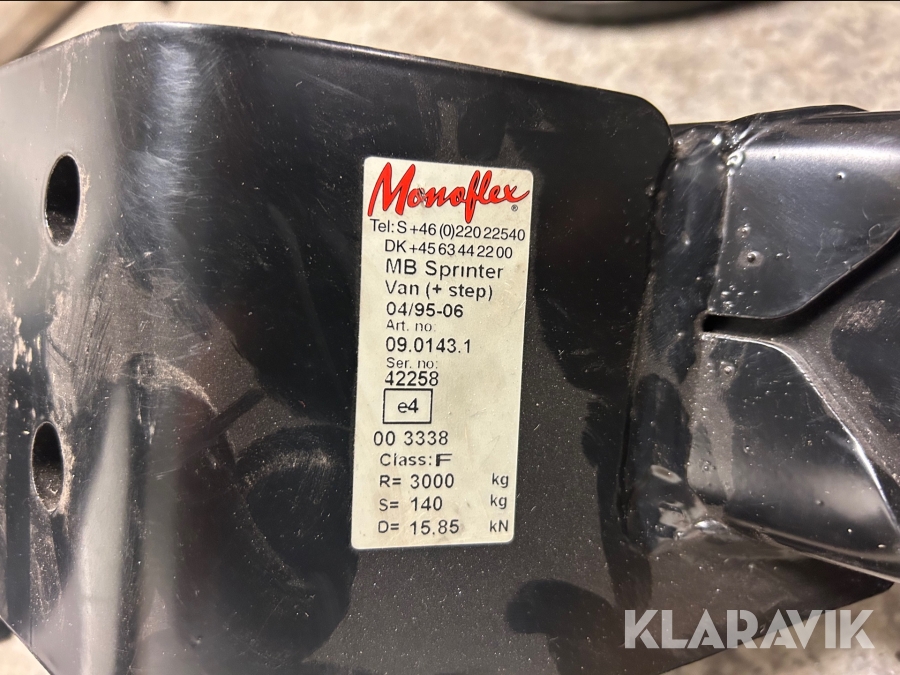 Monoflex®
Tel: S +46 (0)220 22540
DK +45 63 44 22 00
MB Sprinter
Van (+ step)
04/95-06
Art. no:
09.0143.1
Ser. no:
42258
e4
00 3338
Class: F
R= 3000 kg
S= 140 kg
D= 15,85 kN
KLARAVIK